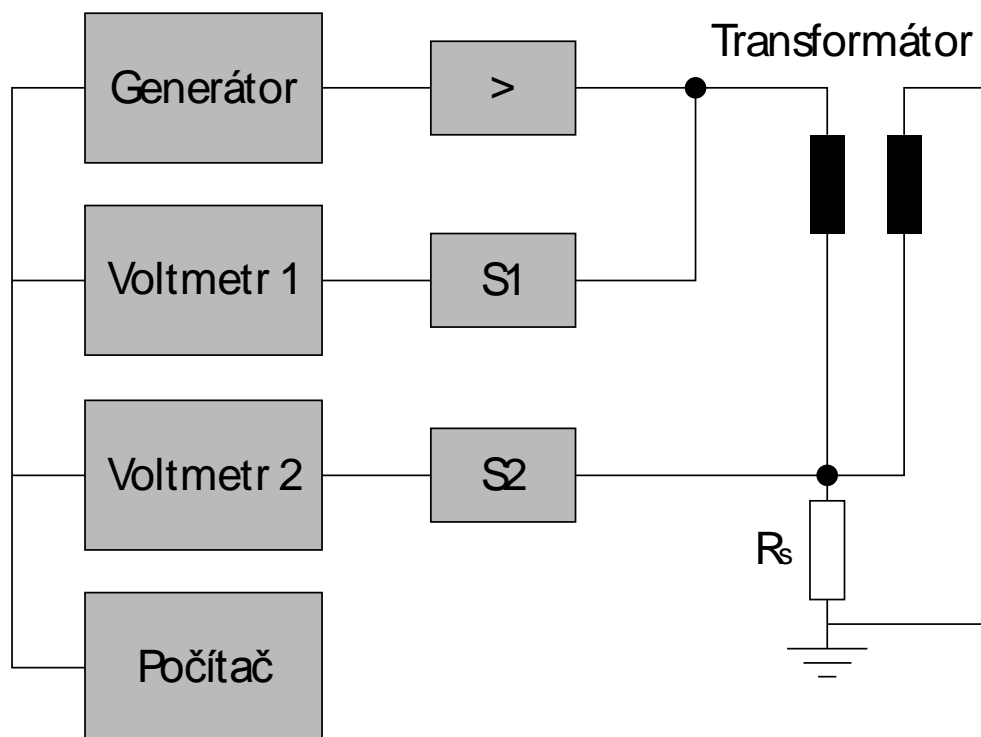 Transformátor
Generátor
>
Voltmetr 1
S1
Voltmetr 2
S2
Rs
Počítač